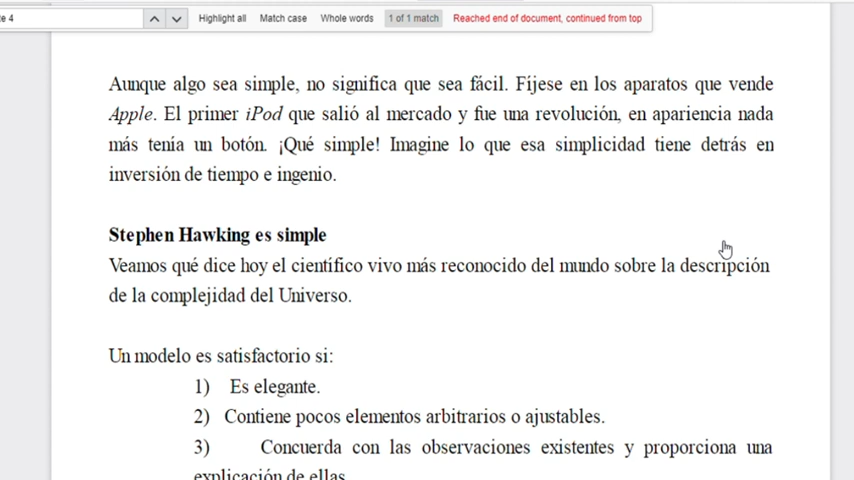 e 4
Highlight all
Match case
Whole words
1 of 1 match
Reached end of document, continued from top
Aunque algo sea simple, no significa que sea fácil. Fíjese en los aparatos que vende
Apple. El primer iPod que salió al mercado y fue una revolución, en apariencia nada
más tenía un botón. ¡Qué simple! Imagine lo que esa simplicidad tiene detrás en
inversión de tiempo e ingenio.
Stephen Hawking es simple
Veamos qué dice hoy el científico vivo más reconocido del mundo sobre la descripción
de la complejidad del Universo.
Un modelo es satisfactorio si:
1) Es elegante.
2) Contiene pocos elementos arbitrarios o ajustables.
3) Concuerda con las observaciones existentes y proporciona una
explicación de ellas.